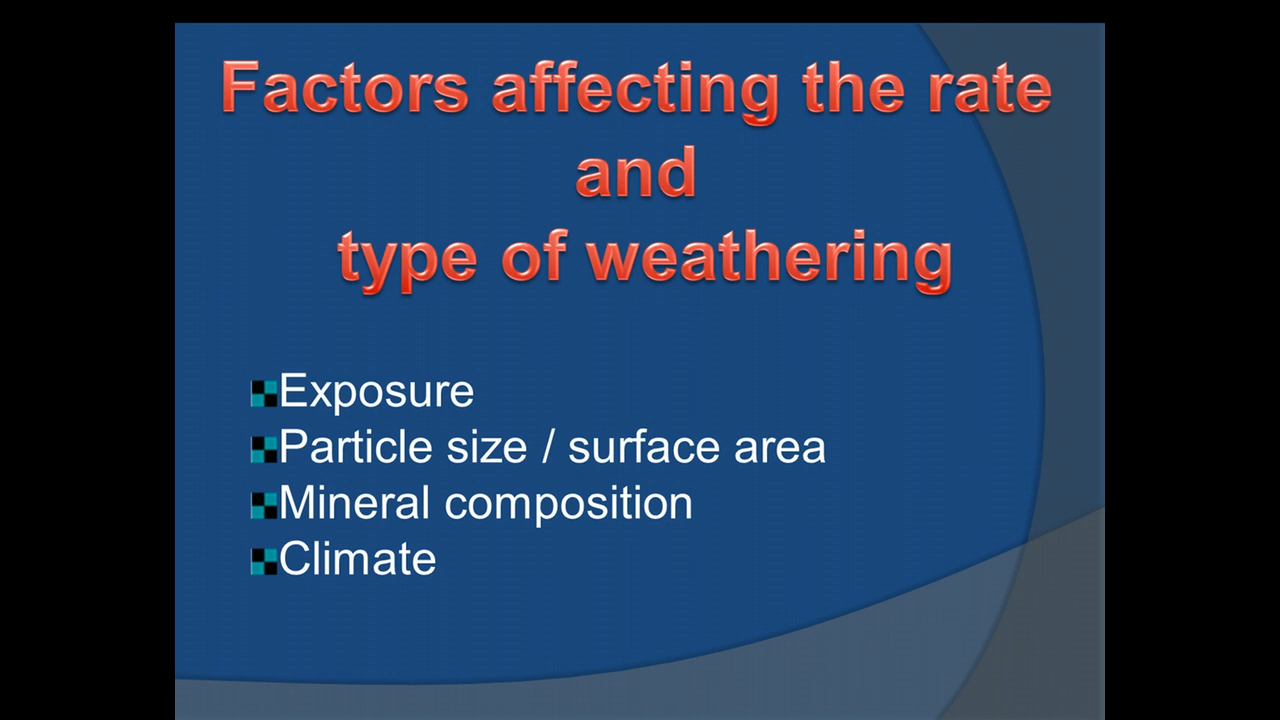 Factors affecting the rate
and
type of weathering
Exposure
Particle size / surface area
Mineral composition
Climate